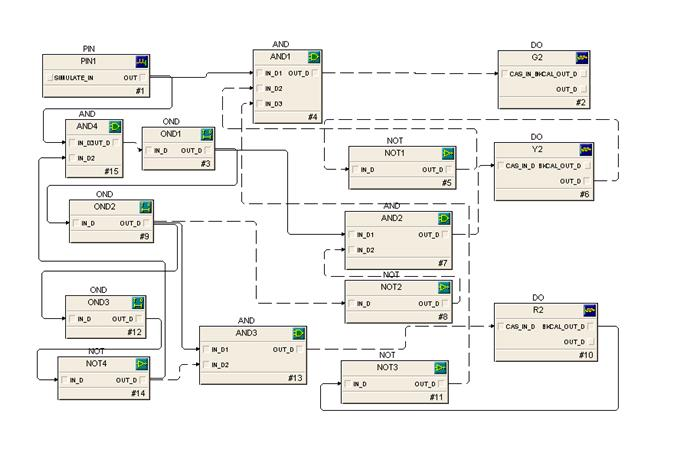 PIN
PIN1
SIMULATE_IN OUT
#1
AND
AND1
IN_D1 OUT_D
IN_D2
IN_D3
#4
DO
G2
CAS_IN_D BKCAL_OUT_D
OUT_D
#2
AND
AND4
IN_D1 OUT_D
IN_D2
#15
OND
OND1
IN_D OUT_D
#3
NOT
NOT1
IN_D OUT_D
#5
DO
Y2
CAS_IN_D BKCAL_OUT_D
OUT_D
#6
OND
OND2
IN_D OUT_D
#9
AND
AND2
IN_D1 OUT_D
IN_D2
#7
NOT
NOT2
IN_D OUT_D
#8
OND
OND3
IN_D OUT_D
#12
AND
AND3
IN_D1 OUT_D
IN_D2
#13
DO
R2
CAS_IN_D BKCAL_OUT_D
OUT_D
#10
NOT
NOT4
IN_D OUT_D
#14
NOT
NOT3
IN_D OUT_D
#11